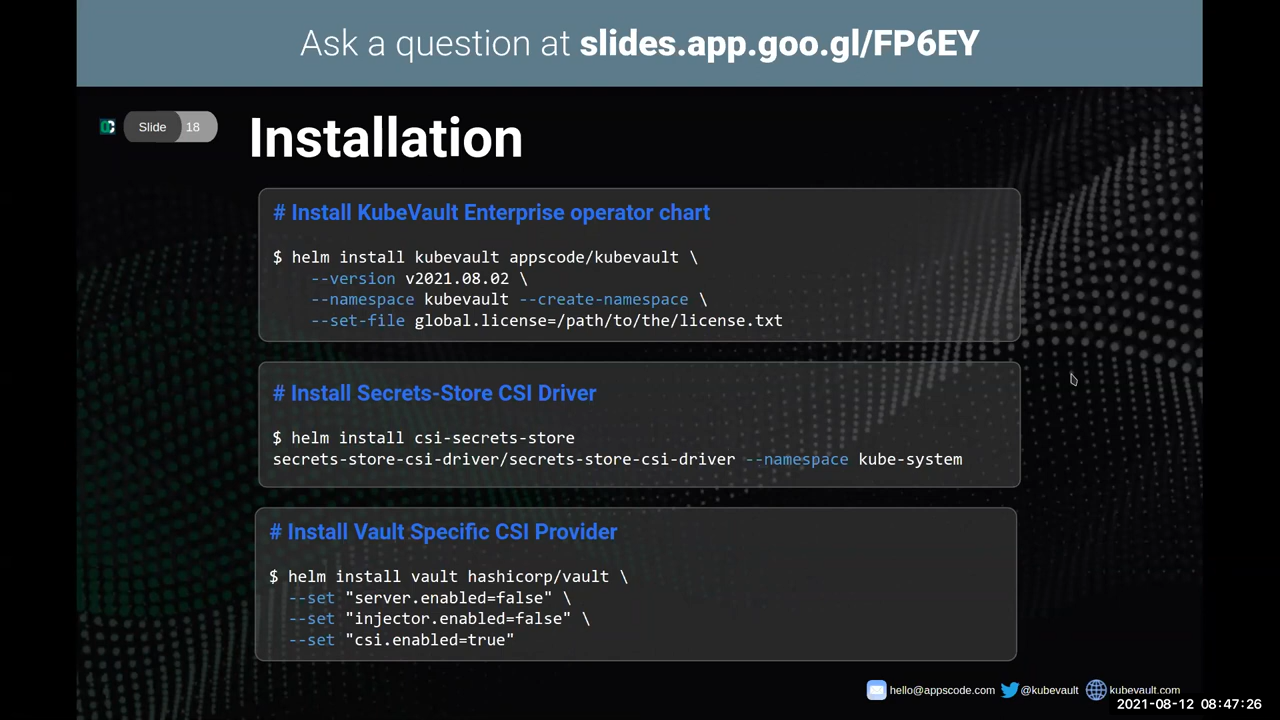 Ask a question at slides.app.goo.gl/FP6EY
Slide 18
Installation
# Install KubeVault Enterprise operator chart
$ helm install kubevault appscode/kubevault \
--version v2021.08.02 \
--namespace kubevault --create-namespace \
--set-file global.license=/path/to/the/license.txt
# Install Secrets-Store CSI Driver
$ helm install csi-secrets-store
secrets-store-csi-driver/secrets-store-csi-driver --namespace kube-system
# Install Vault Specific CSI Provider
$ helm install vault hashicorp/vault \
--set "server.enabled=false" \
--set "injector.enabled=false" \
--set "csi.enabled=true"
hello@appscode.com @kubevault kubevault.com
2021-08-12 08:47:26